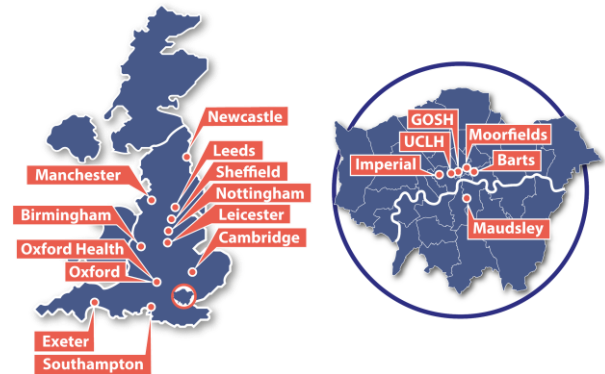 Newcastle
Leeds
Sheffield
Manchester
Nottingham
Leicester
Birmingham
Cambridge
Oxford Health
Oxford
Exeter
Southampton
GOSH
Moorfields
UCLH
Imperial
Barts
Maudsley